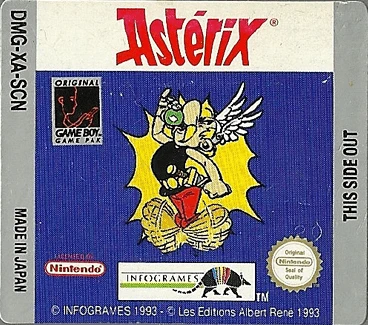 Astérix®
DMG-XA-SCN
MADE IN JAPAN
ORIGINAL
GAME BOY™
GAME PAK
THIS SIDE OUT
LICENSED BY
Nintendo
INFOGRAMES
TM
ORIGINAL
Nintendo
Seal of
Quality
© INFOGRAMES 1993 - © Les Editions Albert René 1993